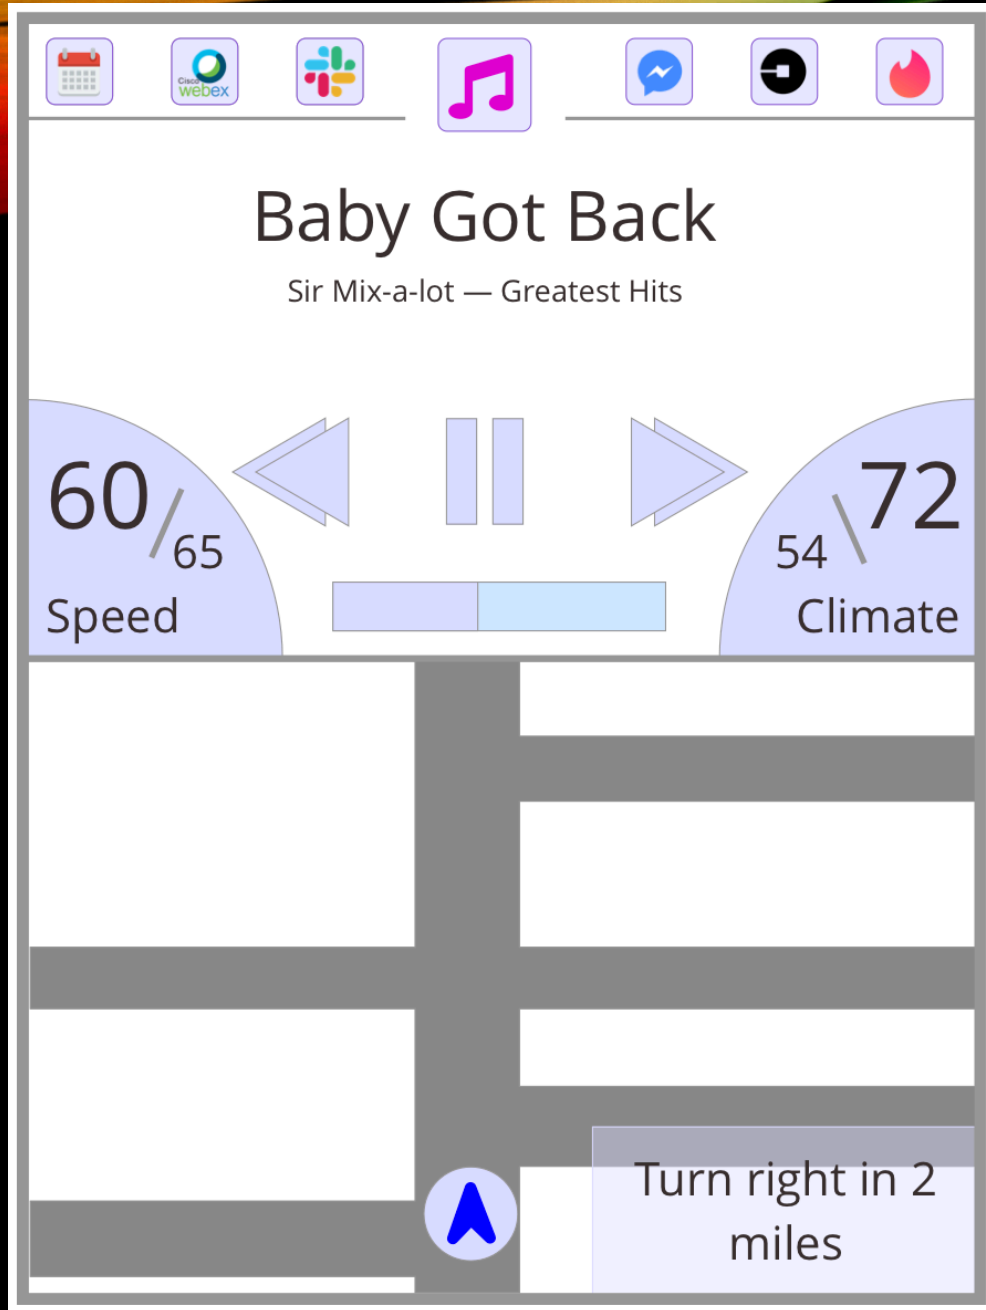 Cisco
webex
Baby Got Back
Sir Mix-a-lot — Greatest Hits
60
65
Speed
72
54
Climate
Turn right in 2
miles